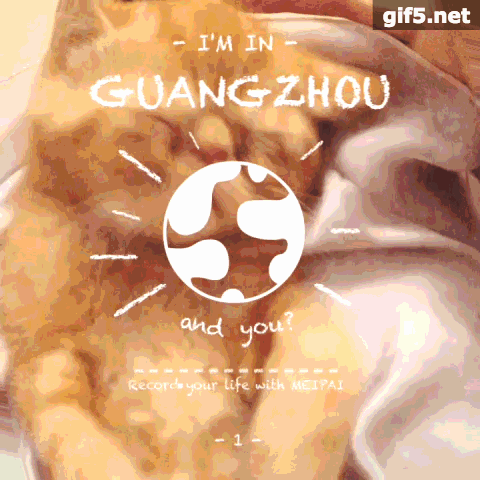 gif5.net
- I'M IN -
GUANGZHOU
and you?
Record your life with MEIPAI
- 1 -